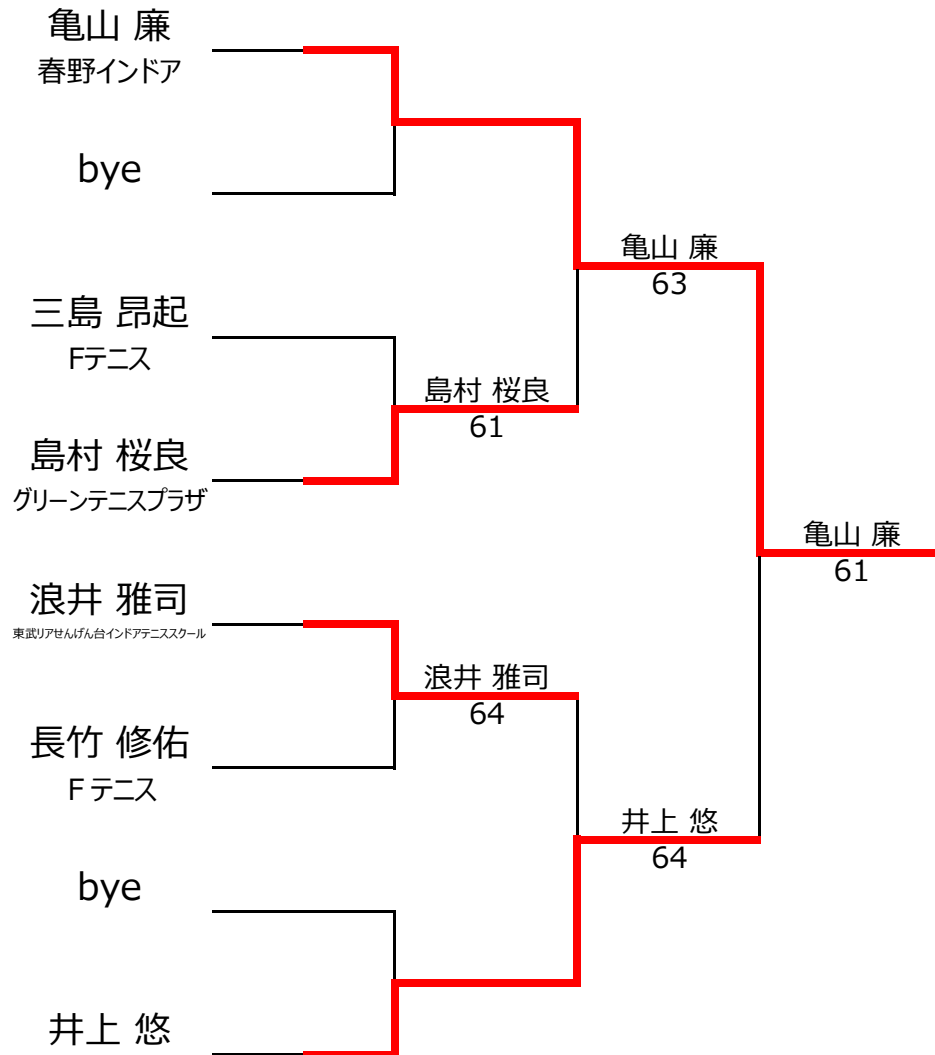 亀山 廉
春野インドア
bye
三島 昂起
Fテニス
島村 桜良
グリーンテニスプラザ
浪井 雅司
東武リアせんげん台インドアテニススクール
長竹 修佑
Fテニス
bye
井上 悠
島村 桜良
61
浪井 雅司
64
亀山 廉
63
井上 悠
64
亀山 廉
61